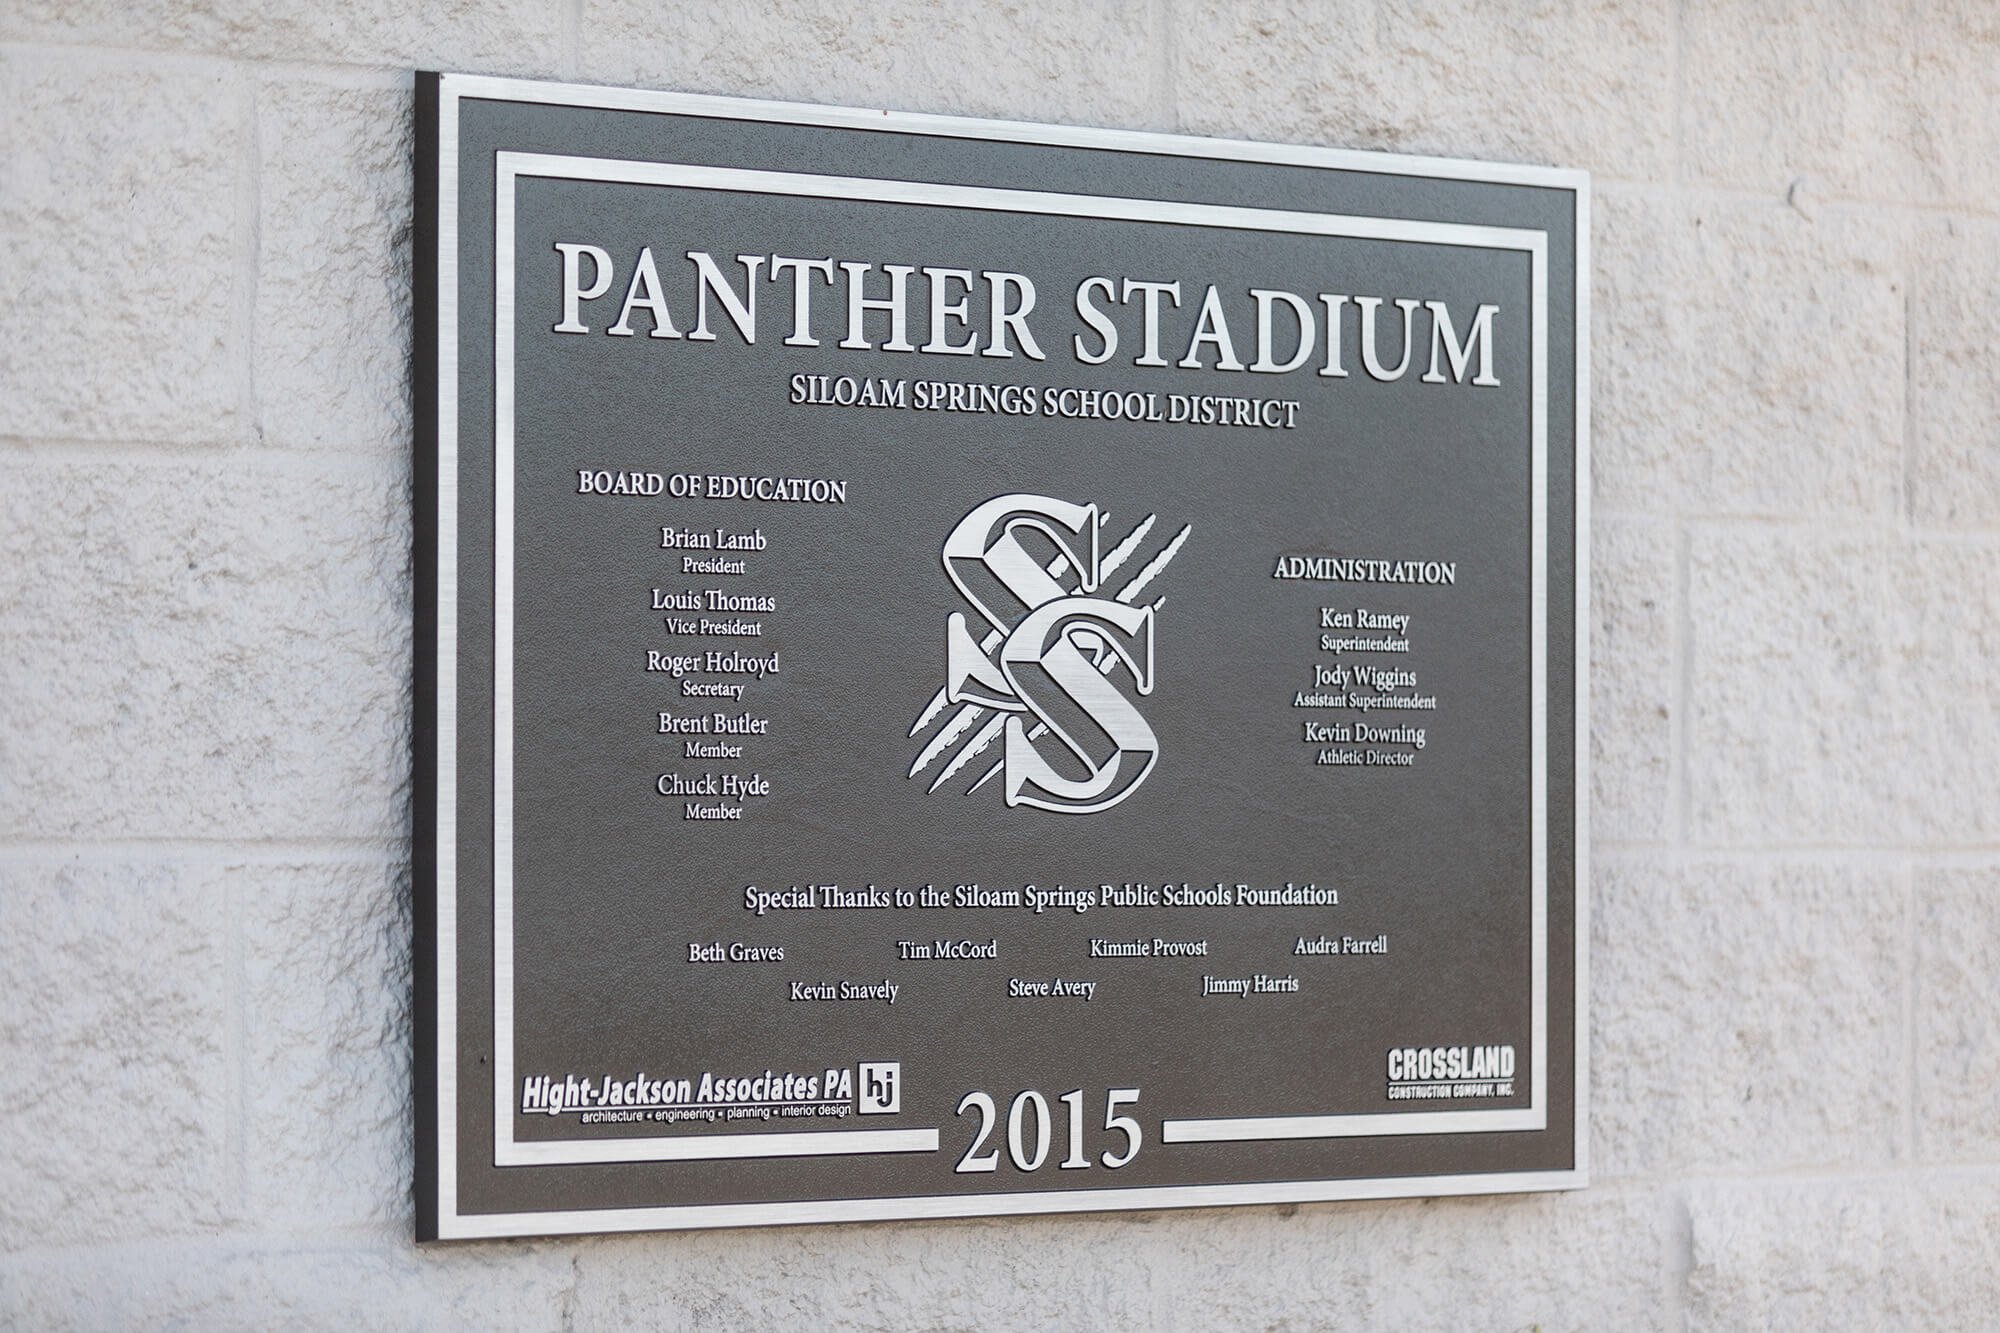 PANTHER STADIUM
SILOAM SPRINGS SCHOOL DISTRICT
BOARD OF EDUCATION
Brian Lamb
President
Louis Thomas
Vice President
Roger Holroyd
Secretary
Brent Butler
Member
Chuck Hyde
Member
SS
ADMINISTRATION
Ken Ramey
Superintendent
Jody Wiggins
Assistant Superintendent
Kevin Downing
Athletic Director
Special Thanks to the Siloam Springs Public Schools Foundation
Beth Graves Tim McCord Kimmie Provost Audra Farrell
Kevin Snavely Steve Avery Jimmy Harris
Hight-Jackson Associates PA hj
architecture • engineering • planning • interior design
2015
CROSSLAND
CONSTRUCTION COMPANY, INC.